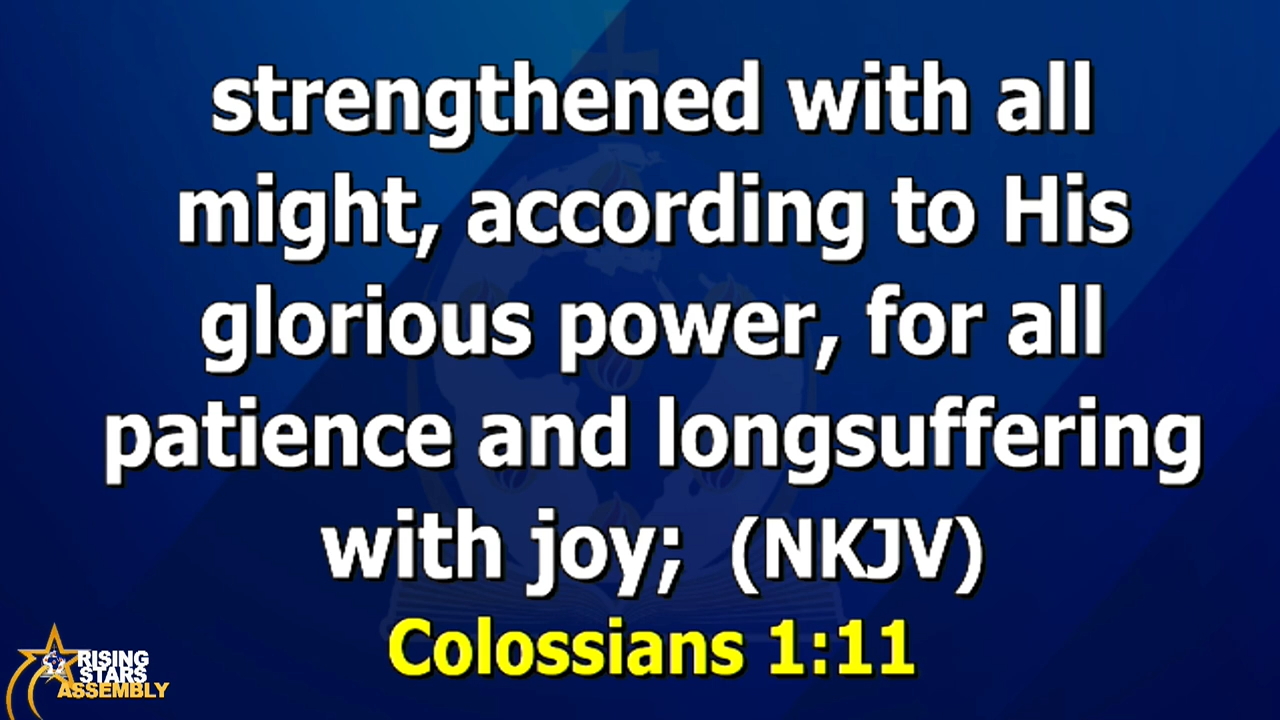 strengthened with all
might, according to His
glorious power, for all
patience and longsuffering
with joy;  (NKJV)
Colossians 1:11
RISING
STARS
ASSEMBLY